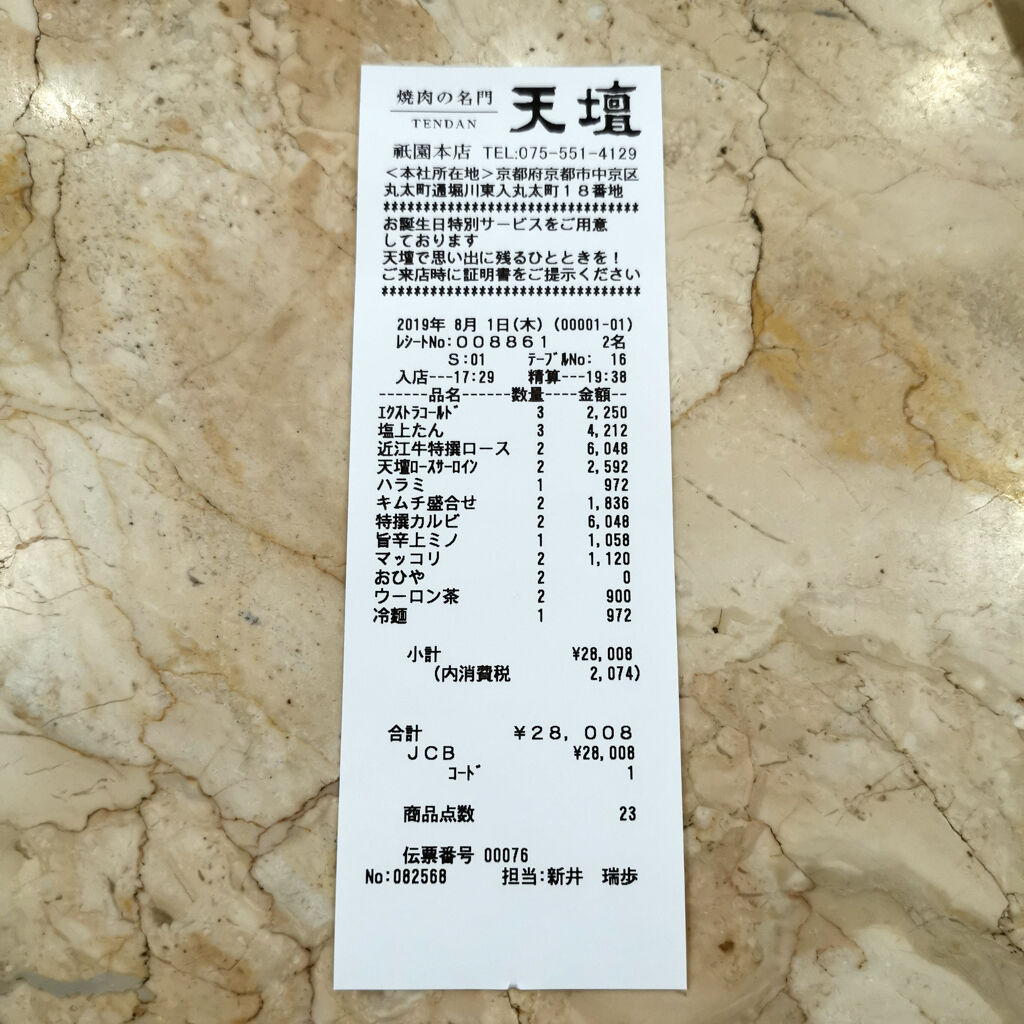 焼肉の名門 天壇
TENDAN
祇園本店 TEL:075-551-4129
<本社所在地>京都府京都市中京区
丸太町通堀川東入丸太町18番地
********************************
お誕生日特別サービスをご用意
しております
天壇で思い出に残るひとときを!
ご来店時に証明書をご提示ください
********************************
2019年 8月 1日(木) (00001-01)
レシートNo:008861 2名
S:01 テーブルNo: 16
入店---17:29 精算---19:38
------品名------数量----金額--
エクストラコールド 3 2,250
塩上たん 3 4,212
近江牛特撰ロース 2 6,048
天壇ロースサーロイン 2 2,592
ハラミ 1 972
キムチ盛合せ 2 1,836
特撰カルビ 2 6,048
旨辛上ミノ 1 1,058
マッコリ 2 1,120
おひや 2 0
ウーロン茶 2 900
冷麺 1 972
小計 ¥28,008
(内消費税 2,074)
合計 ¥28,008
JCB ¥28,008
コード 1
商品点数 23
伝票番号 00076
No:082568 担当:新井 瑞歩